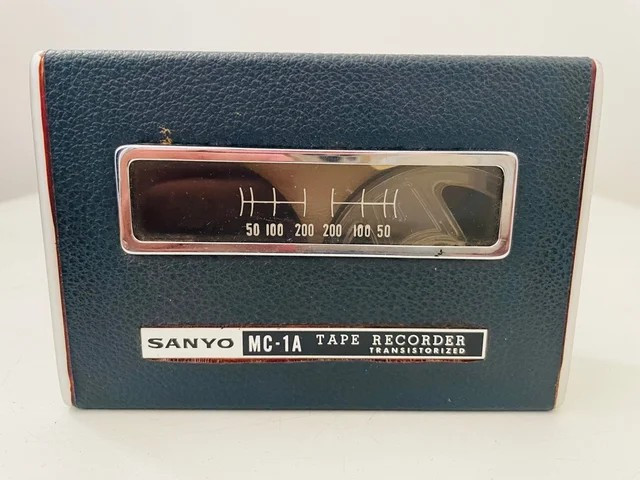 50 100 200 200 100 50
SANYO MC-1A TAPE RECORDER
TRANSISTORIZED